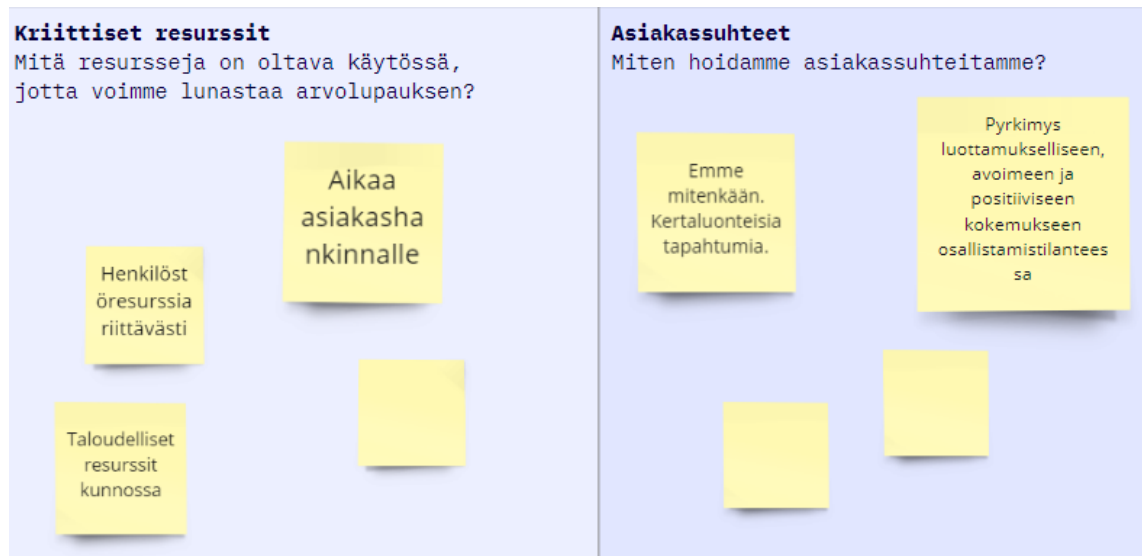 Kriittiset resurssit
Mitä resursseja on oltava käytössä,
jotta voimme lunastaa arvolupauksen?
Aikaa
asiakasha
nkinnalle
Henkilöst
öresurssia
riittävästi
Taloudelliset
resurssit
kunnossa
Asiakassuhteet
Miten hoidamme asiakassuhteitamme?
Emme
mitenkään.
Kertaluonteisia
tapahtumia.
Pyrkimys
luottamukselliseen,
avoimeen ja
positiiviseen
kokemukseen
osallistamistilantees
sa